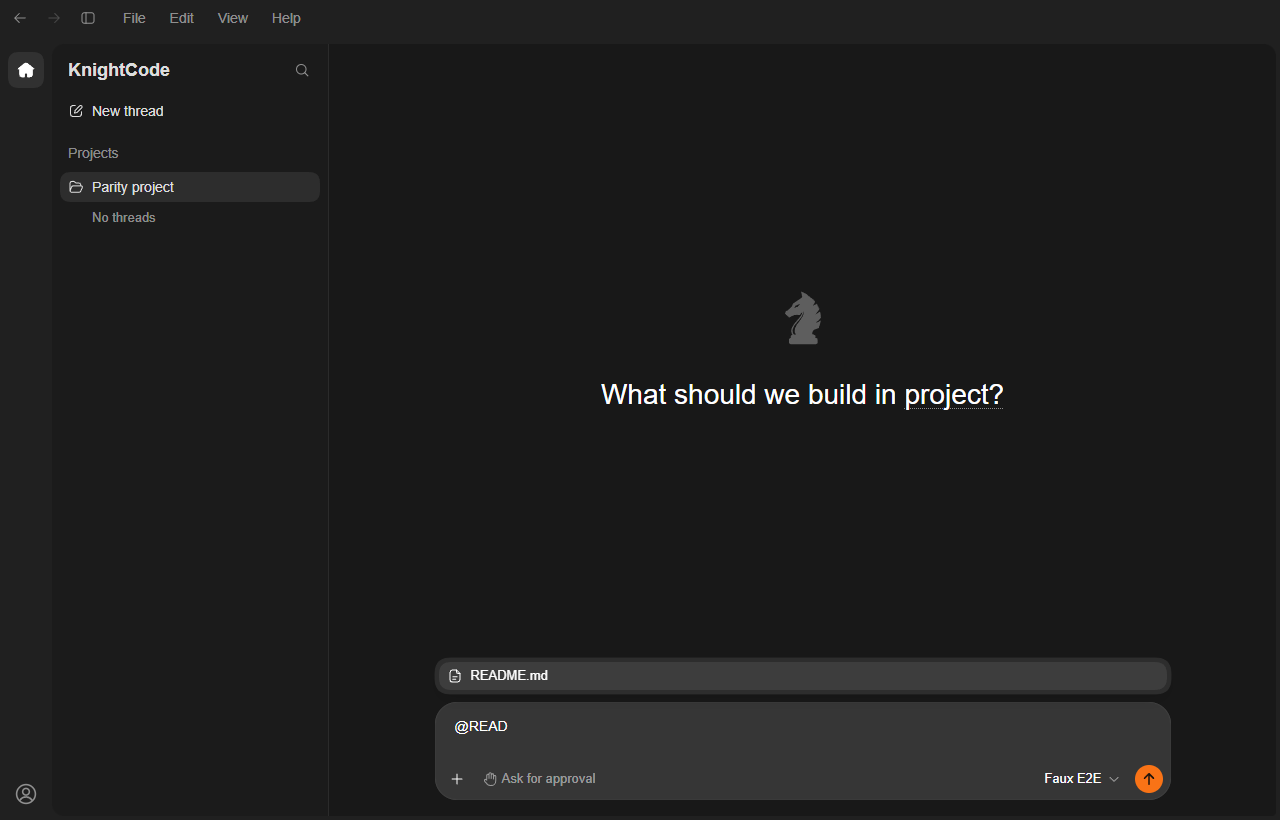 File Edit View Help
KnightCode
New thread
Projects
Parity project
No threads
What should we build in project?
README.md
@READ
Ask for approval
Faux E2E